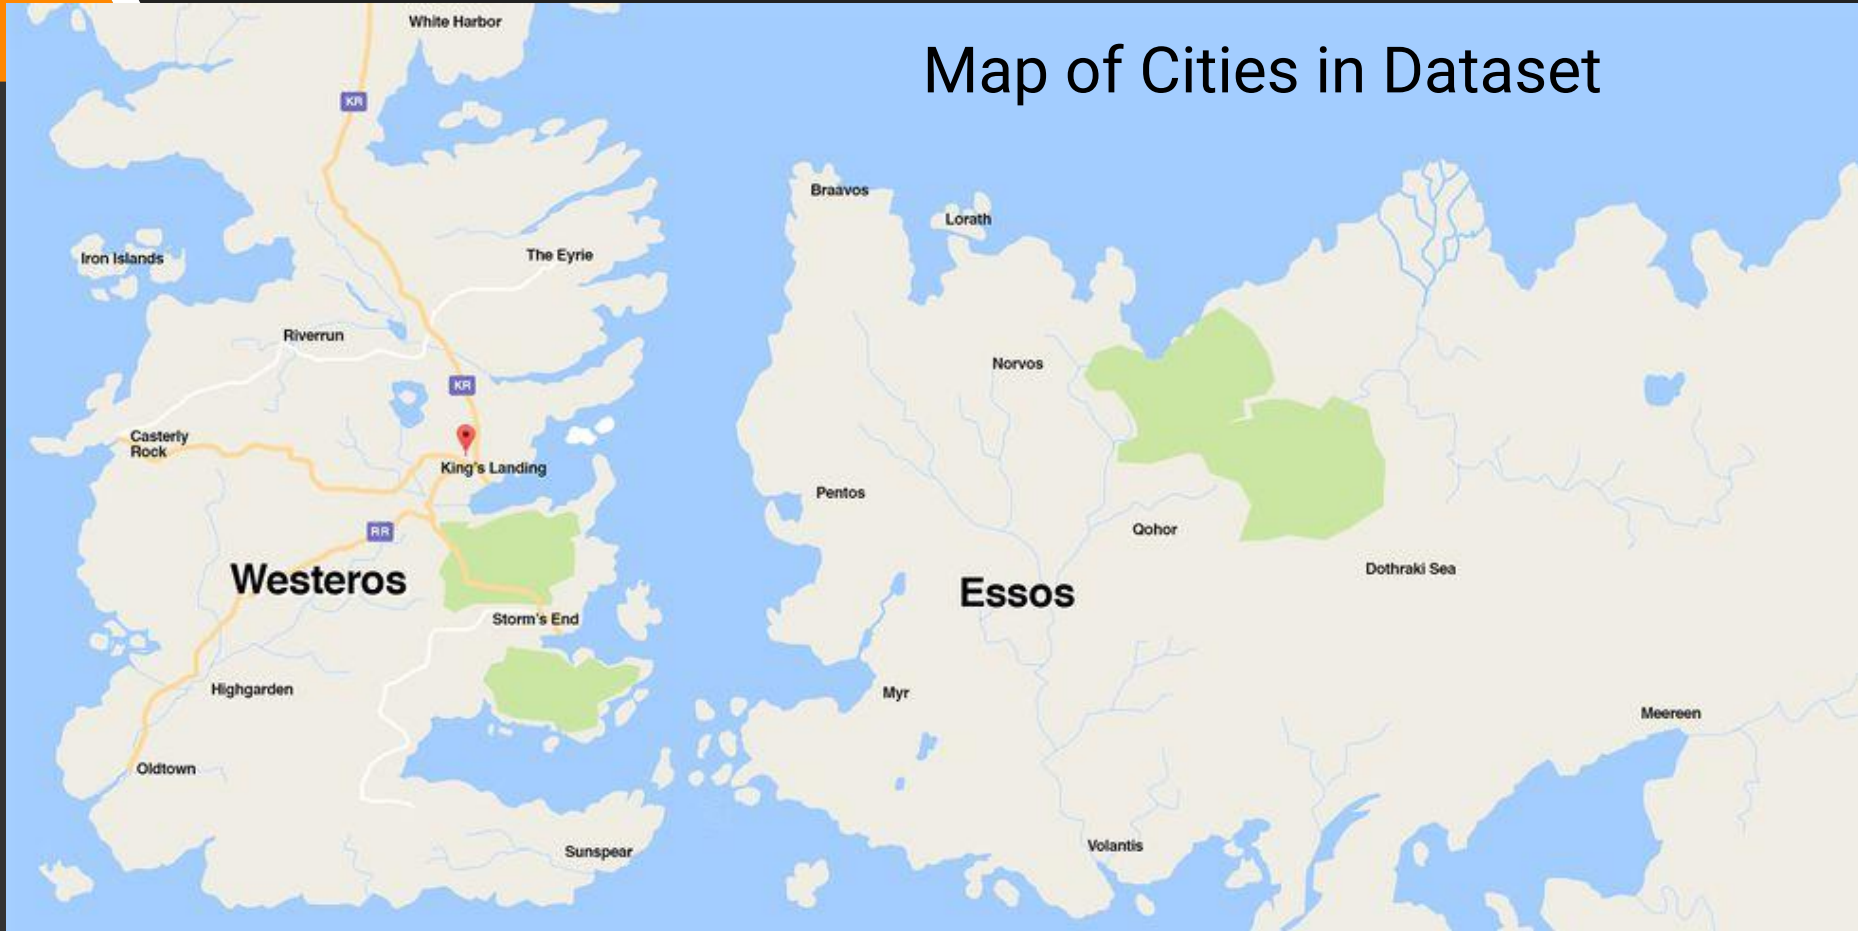 White Harbor
Map of Cities in Dataset
KR
Braavos
Lorath
Iron Islands
The Eyrie
Riverrun
Norvos
KR
Casterly
Rock
King's Landing
Pentos
RR
Qohor
Dothraki Sea
Westeros
Essos
Storm's End
Highgarden
Myr
Meereen
Oldtown
Volantis
Sunspear